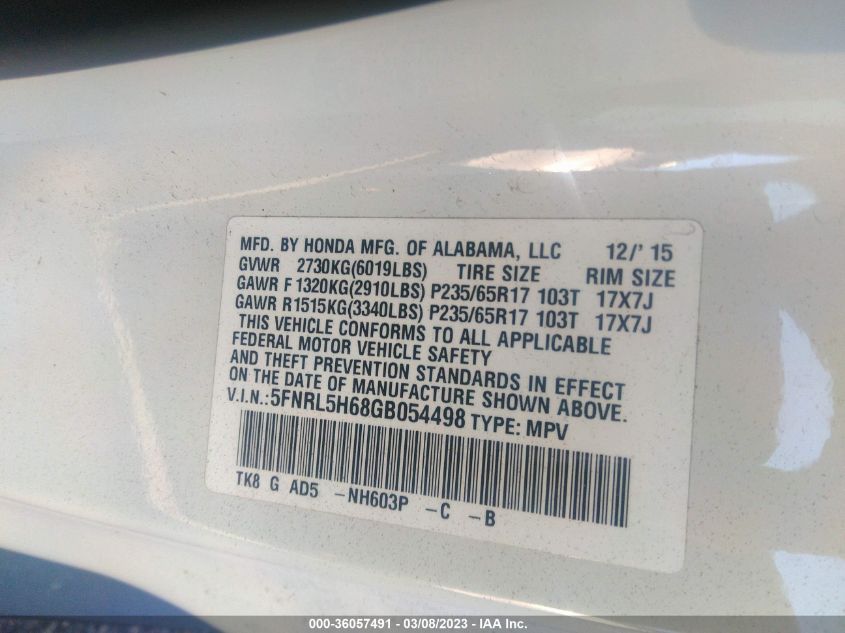 MFD. BY HONDA MFG. OF ALABAMA, LLC 12/'15
GVWR 2730KG(6019LBS) TIRE SIZE RIM SIZE
GAWR F 1320KG(2910LBS) P235/65R17 103T 17X7J
GAWR R1515KG(3340LBS) P235/65R17 103T 17X7J
THIS VEHICLE CONFORMS TO ALL APPLICABLE
FEDERAL MOTOR VEHICLE SAFETY
AND THEFT PREVENTION STANDARDS IN EFFECT
ON THE DATE OF MANUFACTURE SHOWN ABOVE.
V.I.N.:5FNRL5H68GB054498 TYPE: MPV
TK8 G AD5 -NH603P -C -B
000-36057491 - 03/08/2023 - IAA Inc.